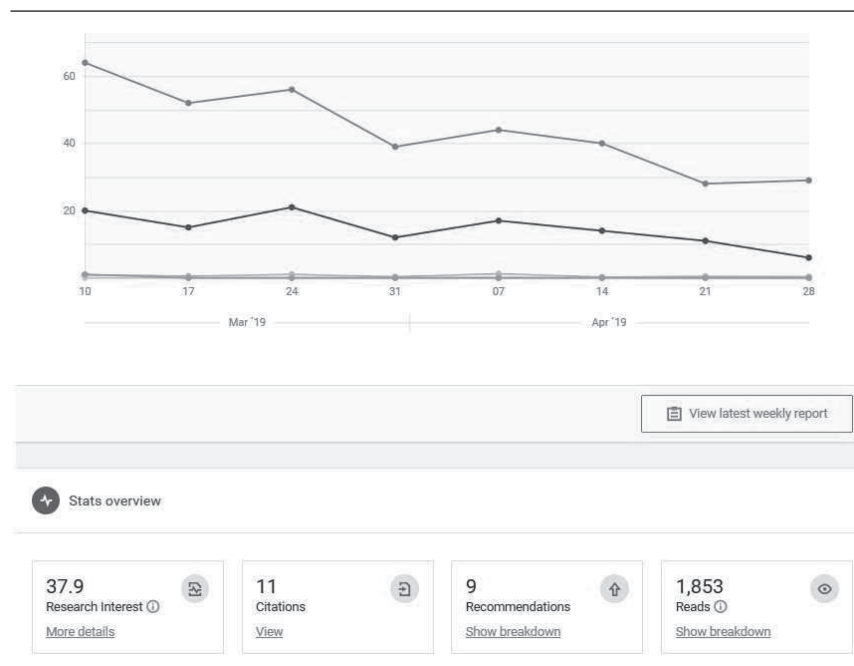 60
40
20
10 17 24 31 07 14 21 28
Mar '19 Apr '19
View latest weekly report
Stats overview
37.9 11 9 1,853
Research Interest Citations Recommendations Reads
More details View Show breakdown Show breakdown